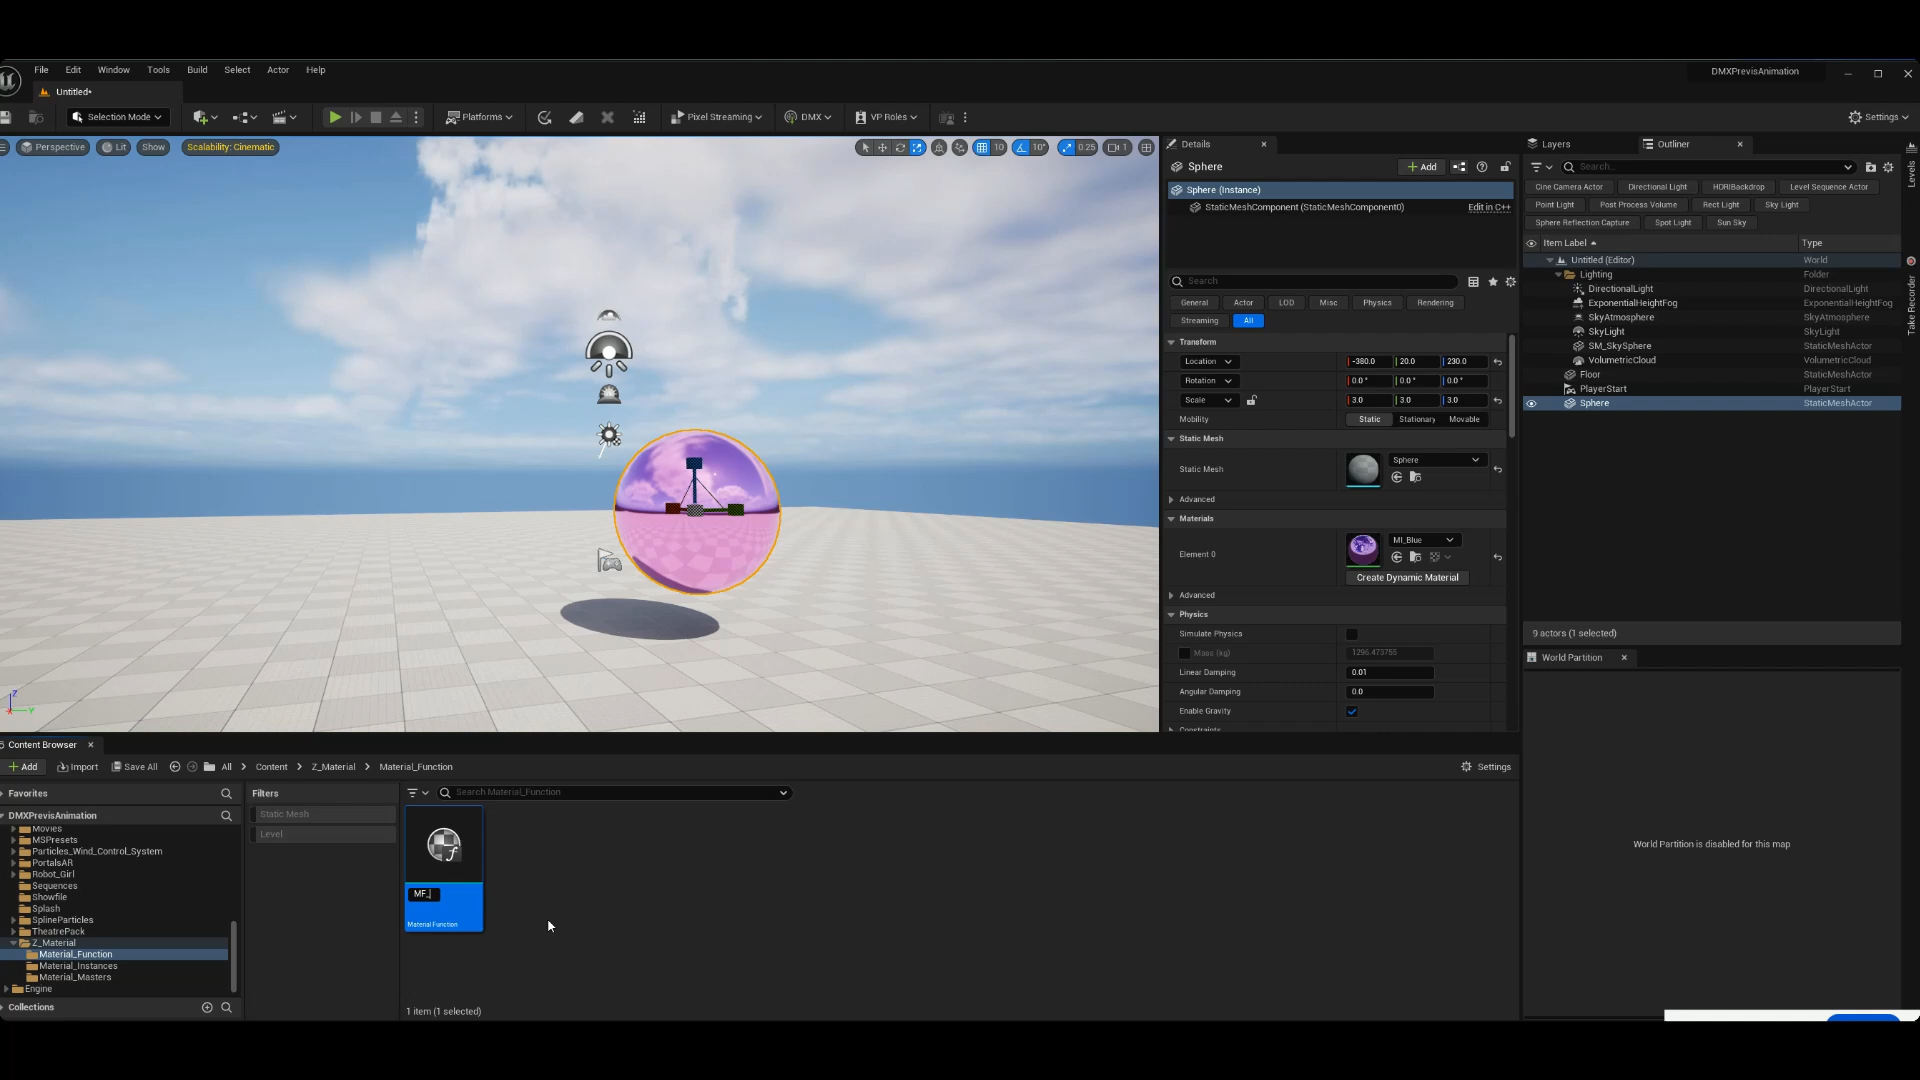 File Edit Window Tools Build Select Actor Help
DMXPrevisAnimation
Untitled•
Selection Mode
Platforms
Pixel Streaming
DMX
VP Roles
Settings
Perspective
Lit
Show
Scalability: Cinematic
10
10°
0.25
1
Details
Sphere
Add
Sphere (Instance)
StaticMeshComponent (StaticMeshComponent0)
Edit in C++
Search
General
Actor
LOD
Misc
Physics
Rendering
Streaming
All
Transform
Location
-380.0
20.0
230.0
Rotation
0.0 °
0.0 °
0.0 °
Scale
3.0
3.0
3.0
Mobility
Static
Stationary
Movable
Static Mesh
Static Mesh
Sphere
Advanced
Materials
Element 0
MI_Blue
Create Dynamic Material
Advanced
Physics
Simulate Physics
Mass (kg)
1296.473755
Linear Damping
0.01
Angular Damping
0.0
Enable Gravity
Constraints
Layers
Outliner
Search...
Cine Camera Actor
Directional Light
HDRIBackdrop
Level Sequence Actor
Point Light
Post Process Volume
Rect Light
Sky Light
Sphere Reflection Capture
Spot Light
Sun Sky
Item Label
Type
Untitled (Editor)
World
Lighting
Folder
DirectionalLight
DirectionalLight
ExponentialHeightFog
ExponentialHeightFog
SkyAtmosphere
SkyAtmosphere
SkyLight
SkyLight
SM_SkySphere
StaticMeshActor
VolumetricCloud
VolumetricCloud
Floor
StaticMeshActor
PlayerStart
PlayerStart
Sphere
StaticMeshActor
9 actors (1 selected)
World Partition
World Partition is disabled for this map
Levels
Take Recorder
Z
Y
Content Browser
Add
Import
Save All
All
Content
Z_Material
Material_Function
Settings
Favorites
DMXPrevisAnimation
Movies
MSPresets
Particles_Wind_Control_System
PortalsAR
Robot_Girl
Sequences
Showfile
Splash
SplineParticles
TheatrePack
Z_Material
Material_Function
Material_Instances
Material_Masters
Engine
Collections
Filters
Static Mesh
Level
Search Material_Function
MF_
Material Function
1 item (1 selected)